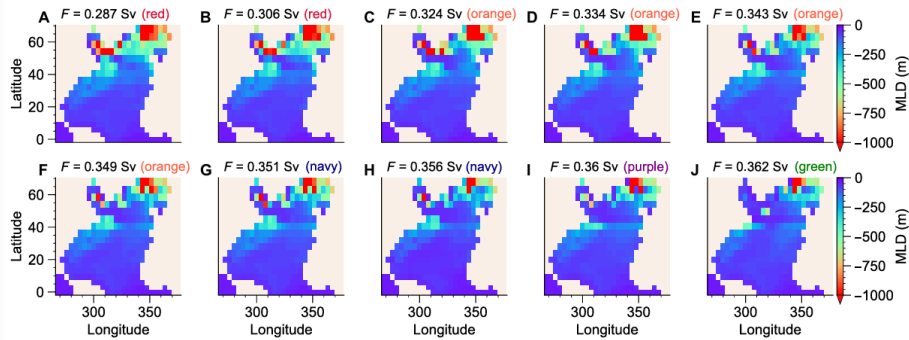 A F = 0.287 Sv (red)
B F = 0.306 Sv (red)
C F = 0.324 Sv (orange)
D F = 0.334 Sv (orange)
E F = 0.343 Sv (orange)
Latitude
60
40
20
0
0
−250
−500
−750
−1000
MLD (m)
F F = 0.349 Sv (orange)
G F = 0.351 Sv (navy)
H F = 0.356 Sv (navy)
I F = 0.36 Sv (purple)
J F = 0.362 Sv (green)
Latitude
60
40
20
0
0
−250
−500
−750
−1000
MLD (m)
300 350
300 350
300 350
300 350
300 350
Longitude
Longitude
Longitude
Longitude
Longitude